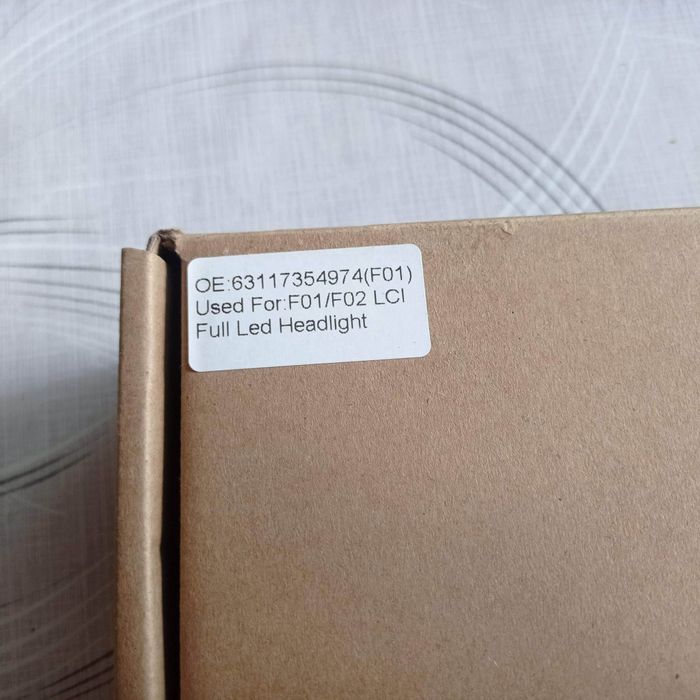 OE:63117354974(F01)
Used For:F01/F02 LCI
Full Led Headlight